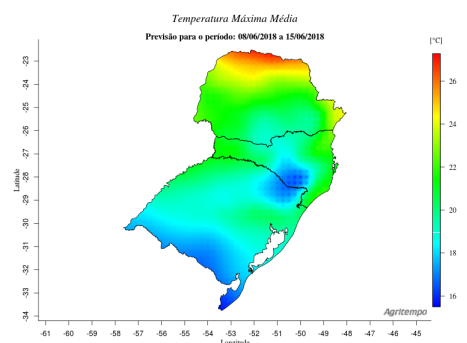 Temperatura Máxima Média
Previsão para o período: 08/06/2018 a 15/06/2018
[°C]
-23
-24
-25
-26
-27
-28
-29
-30
-31
-32
-33
-34
Latitude
26
24
22
20
18
16
Agritempo
-61 -60 -59 -58 -57 -56 -55 -54 -53 -52 -51 -50 -49 -48 -47 -46 -45
Longitude